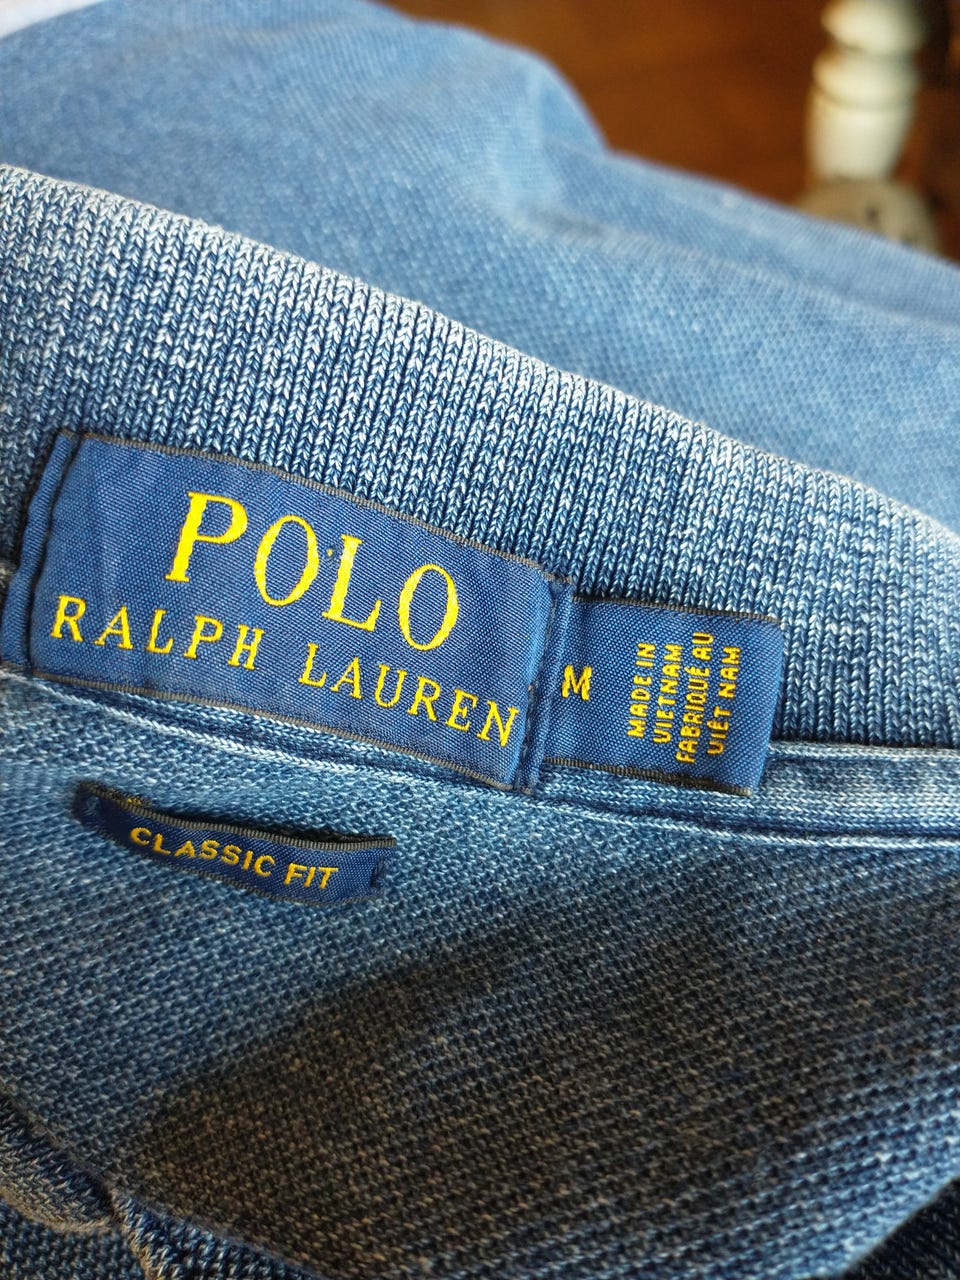 POLO
RALPH LAUREN
M
MADE IN
VIETNAM
FABRIQUÉ AU
VIÊT NAM
CLASSIC FIT